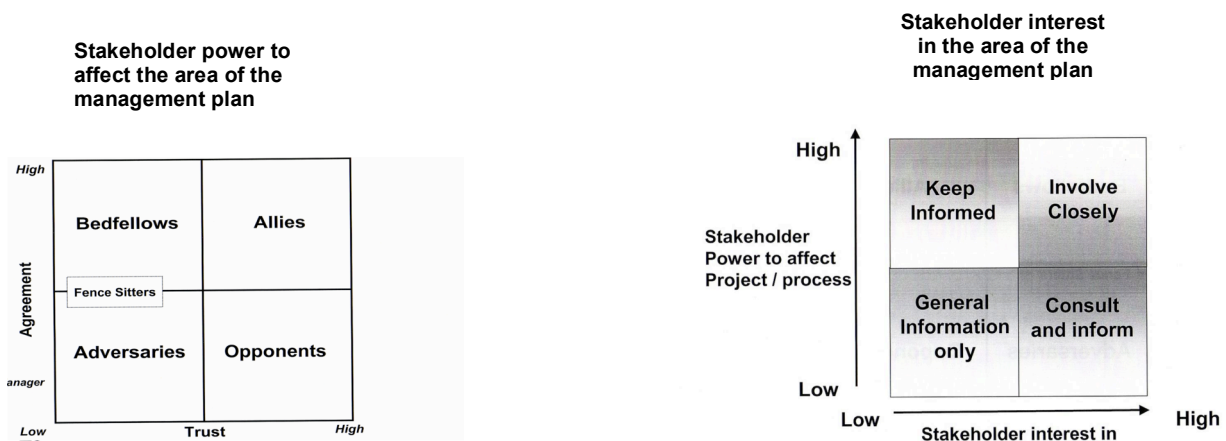 Stakeholder power to
affect the area of the
management plan
High
Bedfellows
Allies
Fence Sitters
Agreement
Adversaries
Opponents
anager
Low
Trust
High
Stakeholder interest
in the area of the
management plan
High
Keep
Informed
Involve
Closely
Stakeholder
Power to affect
Project / process
General
Information
only
Consult
and inform
Low
Low
High
Stakeholder interest in